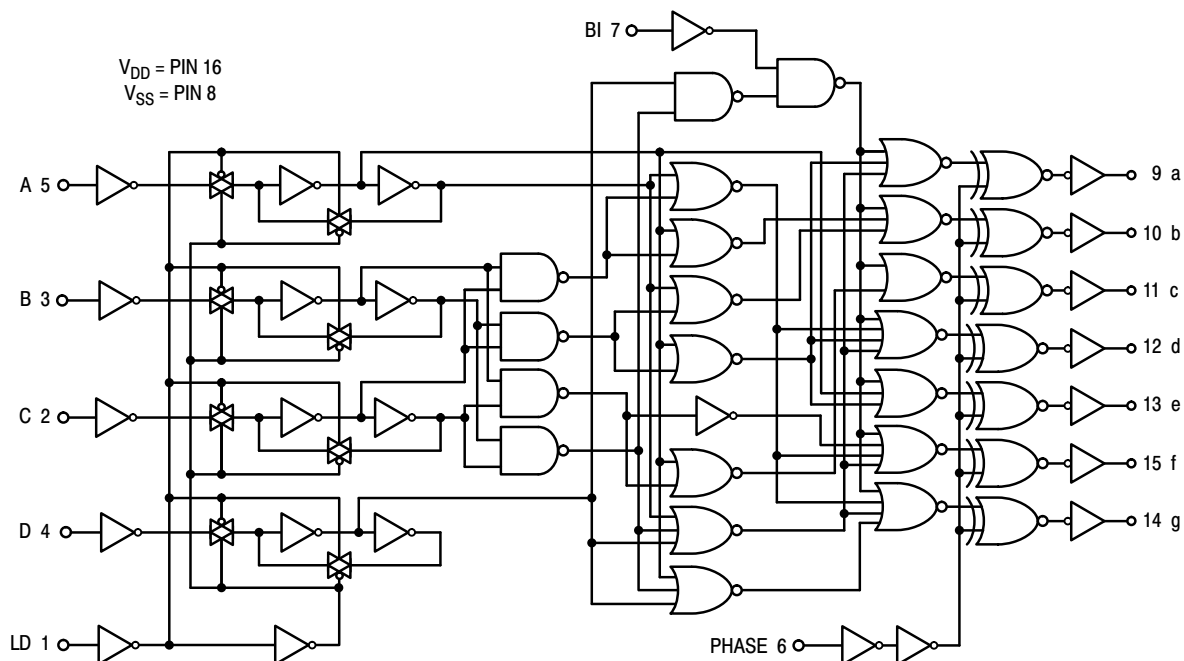 BI 7
V_DD = PIN 16
V_SS = PIN 8
A 5
9 a
10 b
B 3
11 c
12 d
C 2
13 e
15 f
D 4
14 g
LD 1
PHASE 6